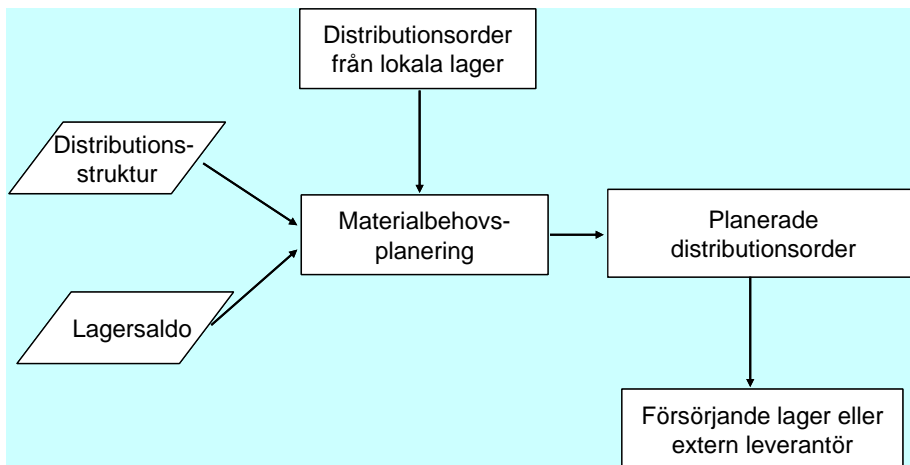 Distributionsorder
från lokala lager
Distributions-
struktur
Materialbehovs-
planering
Planerade
distributionsorder
Lagersaldo
Försörjande lager eller
extern leverantör